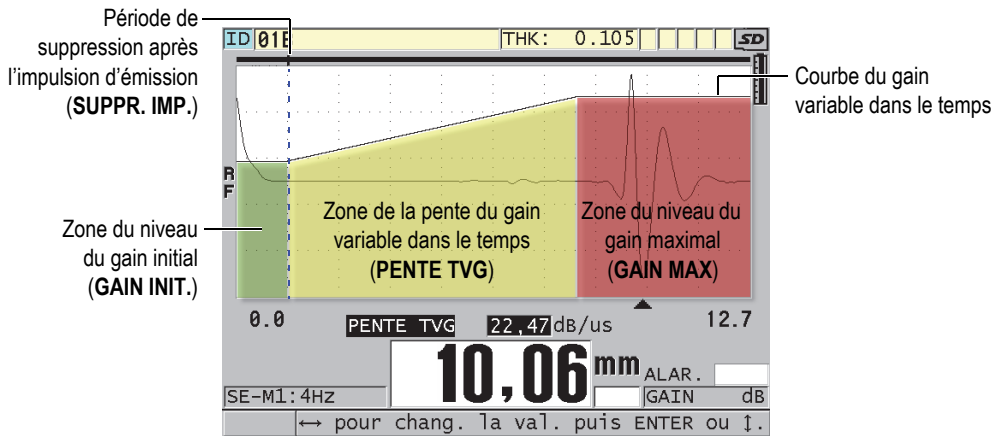 Période de
suppression après
l'impulsion d'émission
(SUPPR. IMP.)
ID 01E THK: 0.105 SD
Courbe du gain
variable dans le temps
RF
Zone du niveau
du gain initial
(GAIN INIT.)
Zone de la pente du gain
variable dans le temps
(PENTE TVG)
Zone du niveau du
gain maximal
(GAIN MAX)
0.0 PENTE TVG 22,47 dB/us 12.7
10,06 mm ALAR.
SE-M1:4Hz GAIN dB
↔ pour chang. la val. puis ENTER ou ↕.